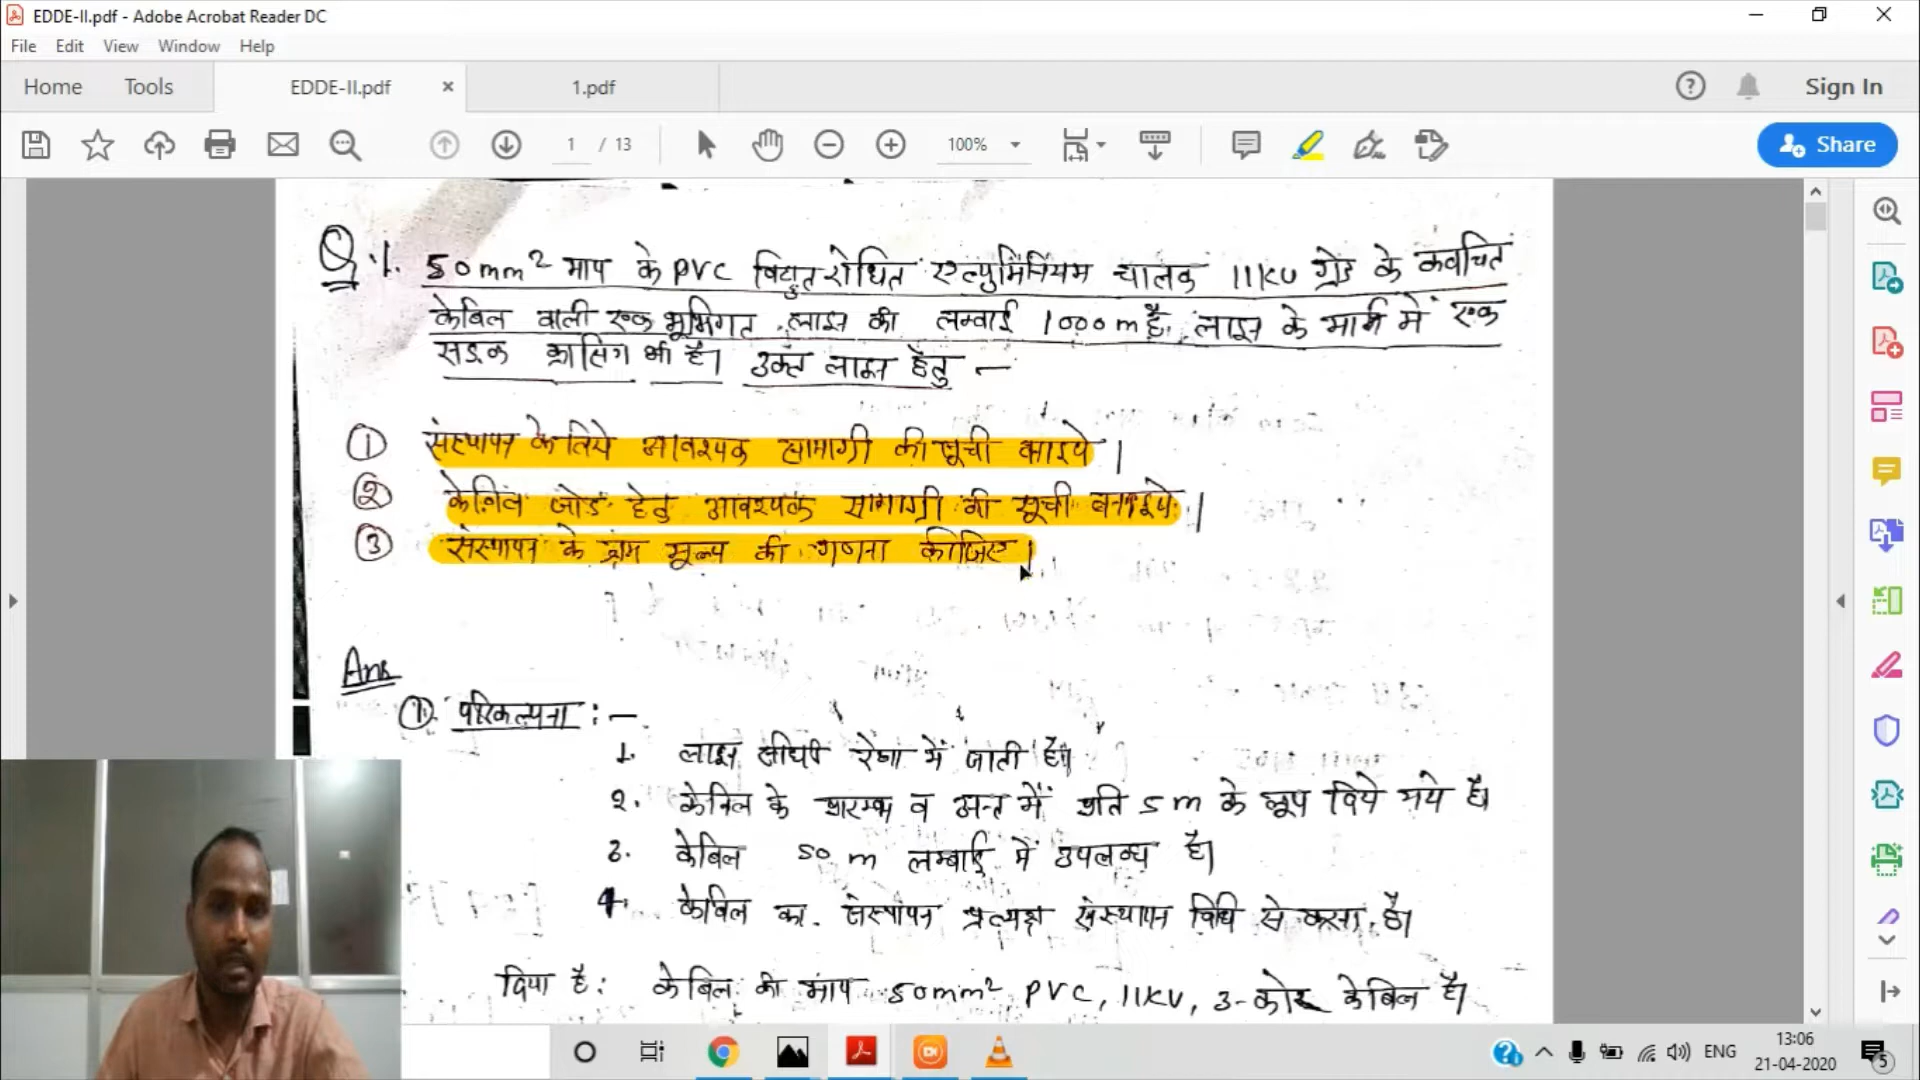 EDDE-II.pdf - Adobe Acrobat Reader DC
File Edit View Window Help
Home Tools EDDE-II.pdf × 1.pdf Sign In
1 / 13 100% Share
Q.1. 50mm² माप के PVC विद्युतरोधित एल्युमिनियम चालक 11KV ग्रेड के कवचित
केबिल वाली एक भूमिगत लाइन की लम्बाई 1000m है, लाइन के मार्ग में एक
सड़क क्रासिंग भी है। उक्त लाइन हेतु —
① संस्थापन के लिये आवश्यक सामाग्री की सूची बनाइये।
② केबिल जोड़ हेतु आवश्यक सामाग्री की सूची बनाइये।
③ संस्थापन के श्रम मूल्य की गणना कीजिए।
Ans
① परिकल्पना :—
1. लाइन सीधी रेखा में जाती है।
2. केबिल के प्रारम्भ व अन्त में प्रति 5 m के लूप दिये गये है।
3. केबिल 50 m लम्बाई में उपलब्ध है।
4. केबिल का संस्थापन प्रत्यक्ष संस्थापन विधि से करना है।
दिया है: केबिल की माप 50mm² PVC, 11KV, 3-कोर केबिल है।
ENG 13:06
21-04-2020 5